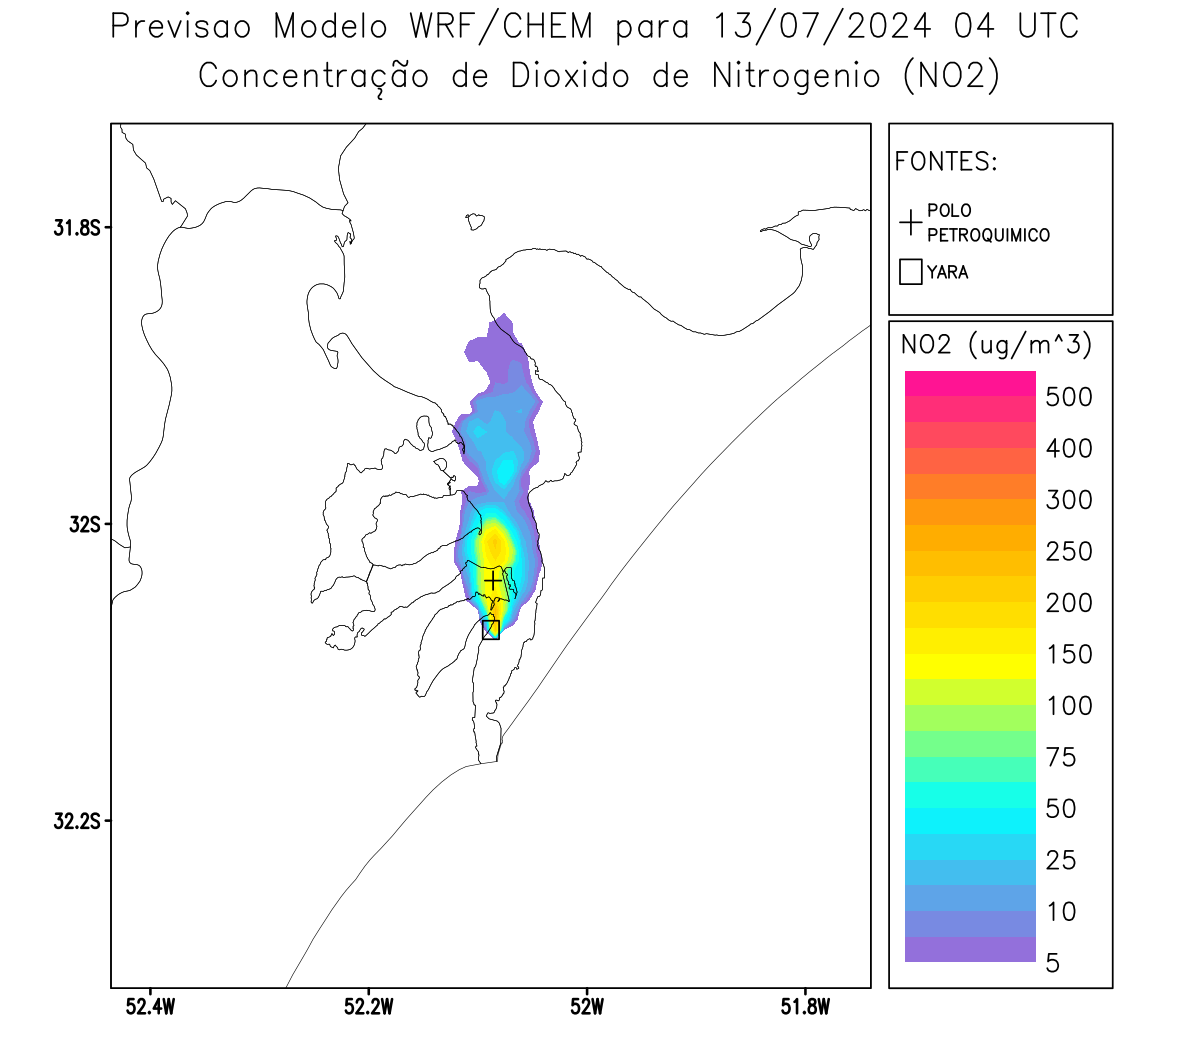 Previsao Modelo WRF/CHEM para 13/07/2024 04 UTC
Concentração de Dioxido de Nitrogenio (NO2)
FONTES:
POLO
PETROQUIMICO
YARA
31.8S
32S
32.2S
52.4W
52.2W
52W
51.8W
NO2 (ug/m^3)
500
400
300
250
200
150
100
75
50
25
10
5